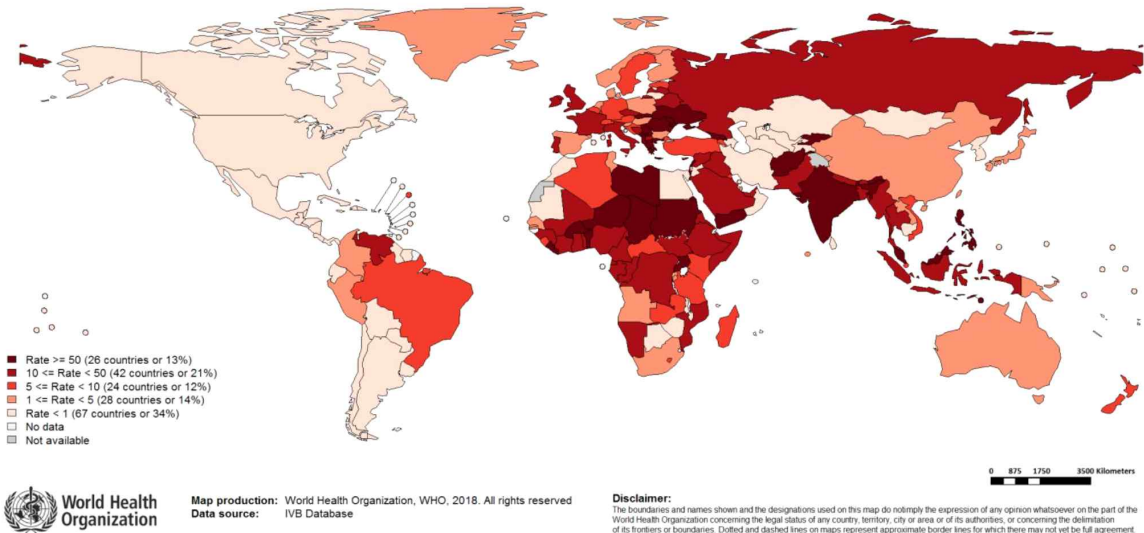 Rate >= 50 (26 countries or 13%)
10 <= Rate < 50 (42 countries or 21%)
5 <= Rate < 10 (24 countries or 12%)
1 <= Rate < 5 (28 countries or 14%)
Rate < 1 (67 countries or 34%)
No data
Not available
0 875 1750 3500 Kilometers
World Health
Organization
Map production: World Health Organization, WHO, 2018. All rights reserved
Data source: IVB Database
Disclaimer:
The boundaries and names shown and the designations used on this map do notimply the expression of any opinion whatsoever on the part of the
World Health Organization concerning the legal status of any country, territory, city or area or of its authorities, or concerning the delimitation
of its frontiers or boundaries. Dotted and dashed lines on maps represent approximate border lines for which there may not yet be full agreement.